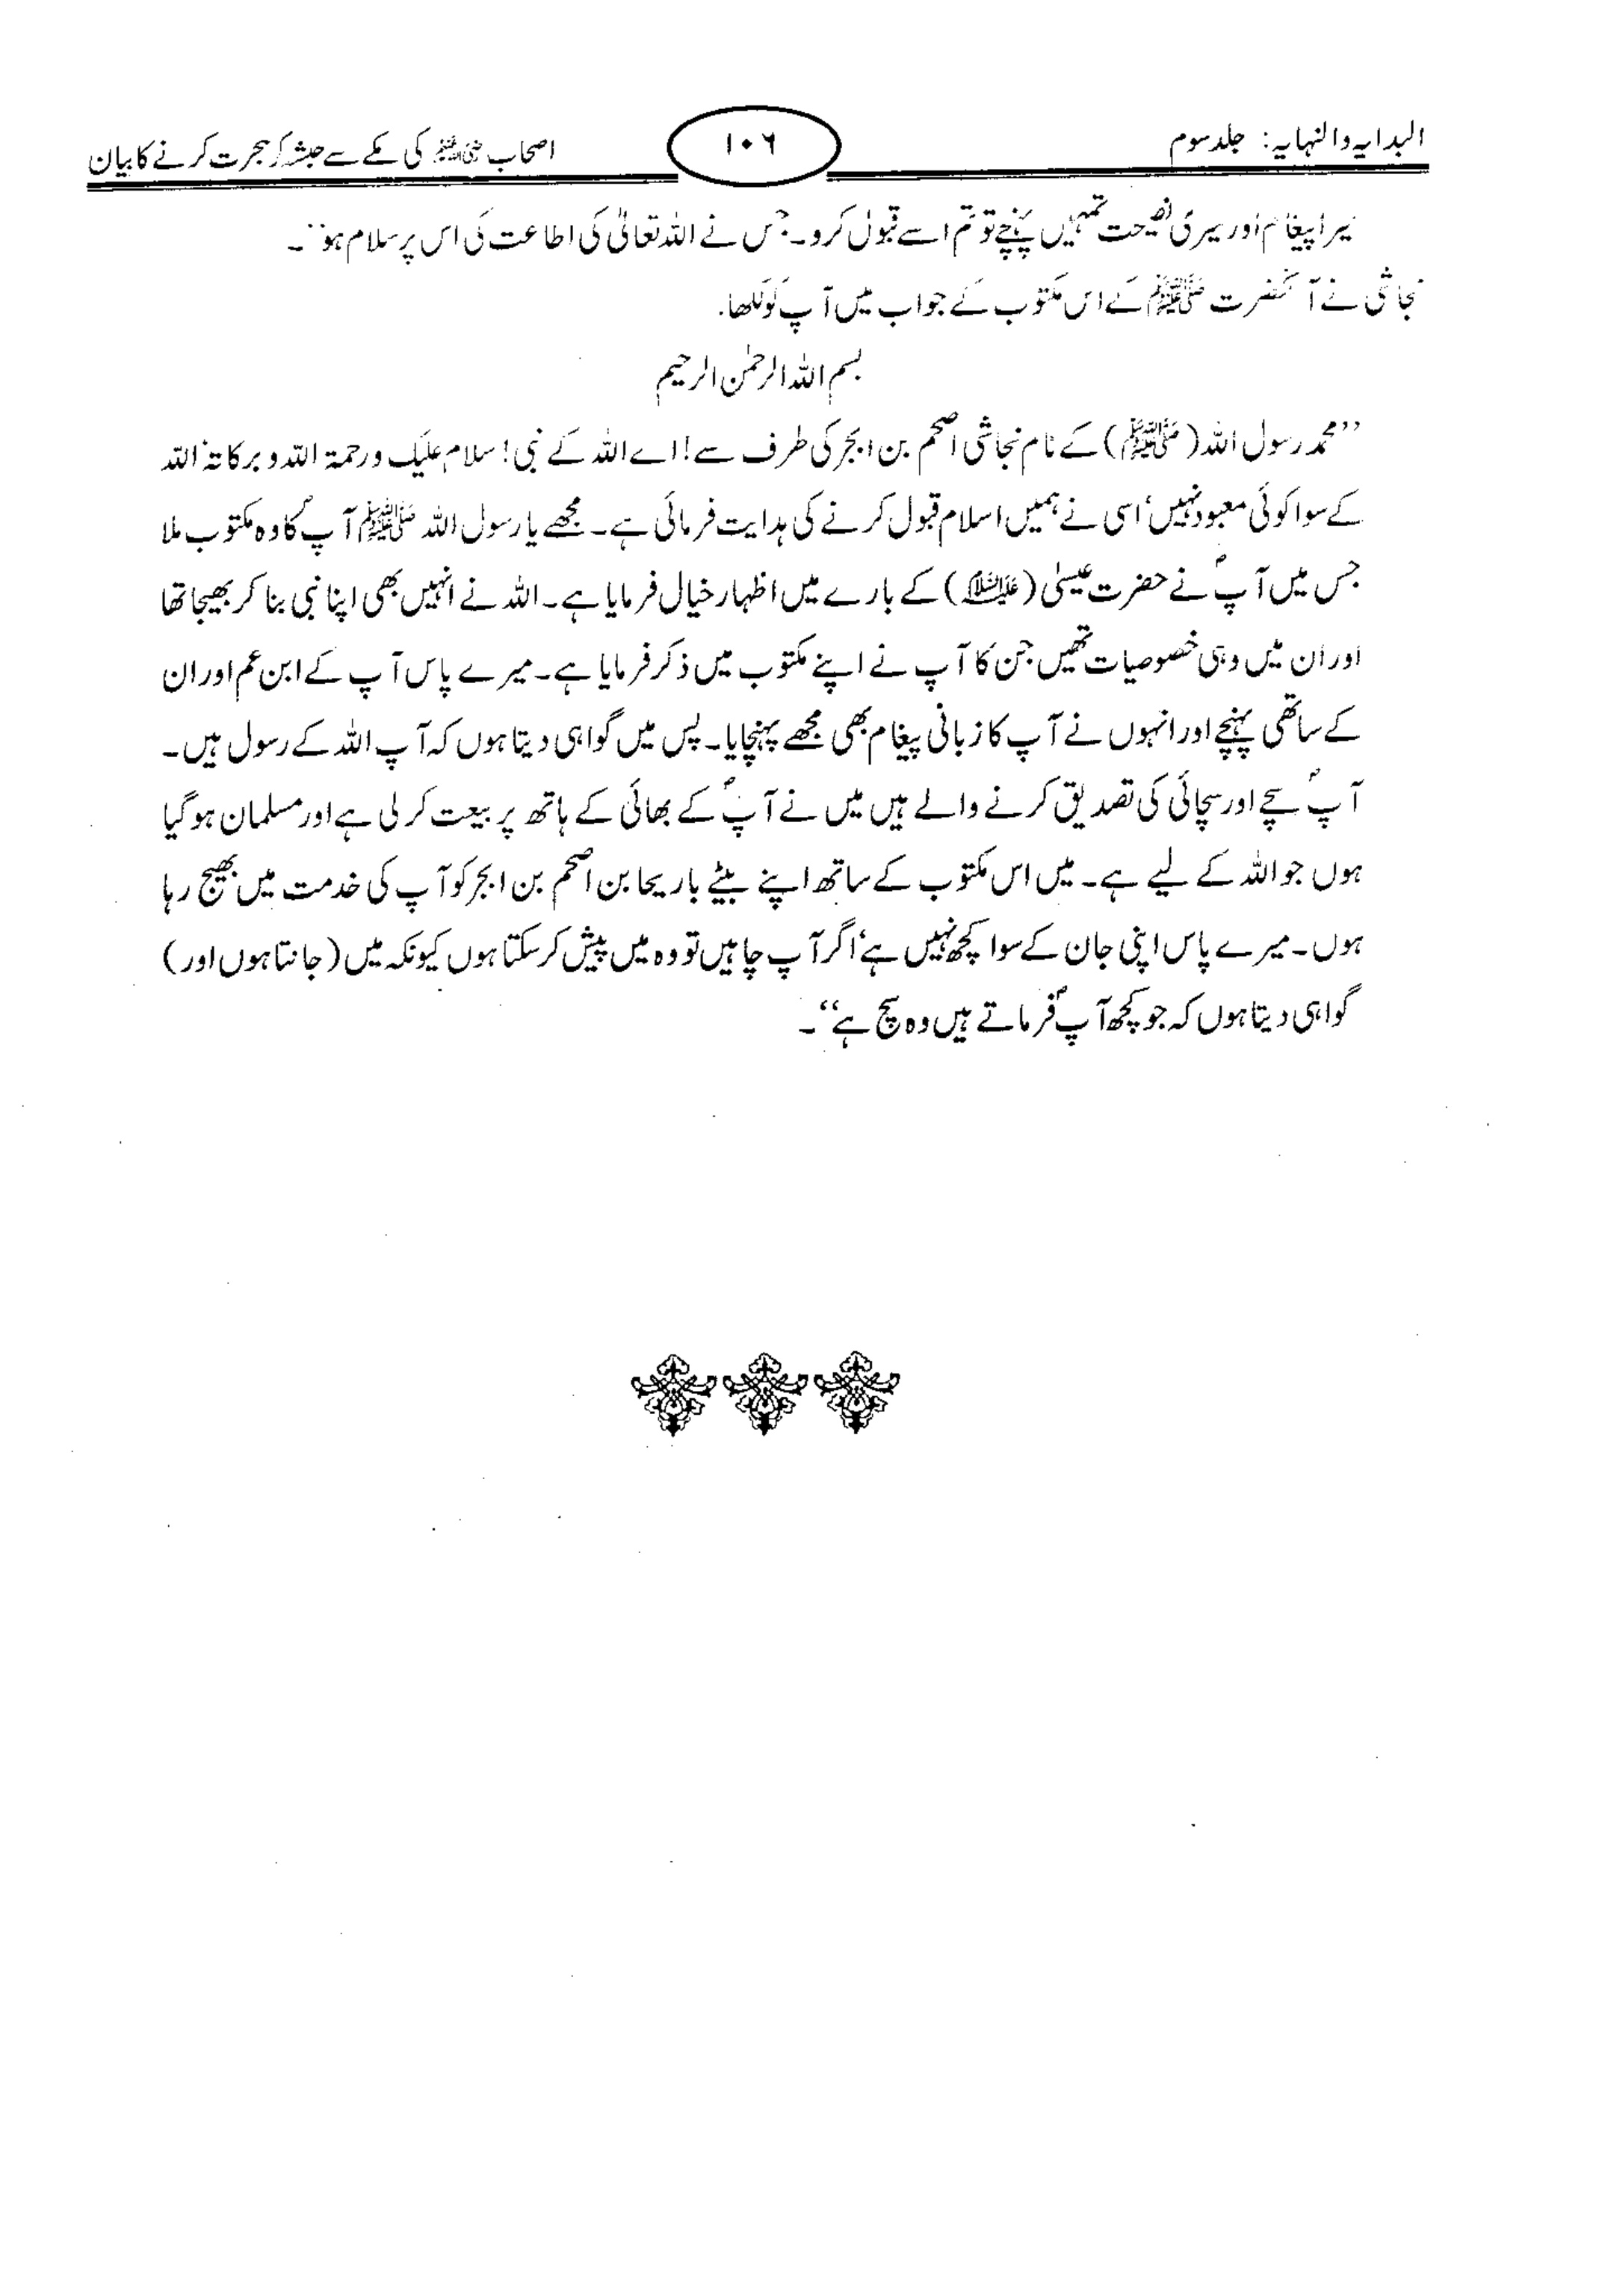 البدایہ والنہایہ: جلد سوم
۱۰۶
اصحاب رضی اللہ عنہم کی مکے سے حبشہ کو ہجرت کرنے کا بیان
میرا پیغام اور میری نصیحت تمہیں پہنچے تو تم اسے قبول کرو۔ جس نے اللہ تعالیٰ کی اطاعت کی اس پر سلام ہو‘‘۔
نجاشی نے آنحضرت ﷺ کے اس مکتوب کے جواب میں آپ کو لکھا۔
بسم اللہ الرحمٰن الرحیم
’’محمد رسول اللہ (ﷺ) کے نام نجاشی اصحم بن ابجر کی طرف سے! اے اللہ کے نبی! سلام علیک ورحمۃ اللہ و برکاتہ اللہ
کے سوا کوئی معبود نہیں‘ اسی نے ہمیں اسلام قبول کرنے کی ہدایت فرمائی ہے۔ مجھے یا رسول اللہ ﷺ آپؐ کا وہ مکتوب ملا
جس میں آپؐ نے حضرت عیسیٰ (علیہ السلام) کے بارے میں اظہار خیال فرمایا ہے۔ اللہ نے انہیں بھی اپنا نبی بنا کر بھیجا تھا
اور ان میں وہی خصوصیات تھیں جن کا آپ نے اپنے مکتوب میں ذکر فرمایا ہے۔ میرے پاس آپ کے ابن عم اور ان
کے ساتھی پہنچے اور انہوں نے آپ کا زبانی پیغام بھی مجھے پہنچایا۔ پس میں گواہی دیتا ہوں کہ آپ اللہ کے رسول ہیں۔
آپؐ سچے اور سچائی کی تصدیق کرنے والے ہیں میں نے آپؐ کے بھائی کے ہاتھ پر بیعت کر لی ہے اور مسلمان ہو گیا
ہوں جو اللہ کے لیے ہے۔ میں اس مکتوب کے ساتھ اپنے بیٹے باریحا بن اصحم بن ابجر کو آپ کی خدمت میں بھیج رہا
ہوں۔ میرے پاس اپنی جان کے سوا کچھ نہیں ہے‘ اگر آپ چاہیں تو وہ میں پیش کر سکتا ہوں کیونکہ میں (جانتا ہوں اور)
گواہی دیتا ہوں کہ جو کچھ آپؐ فرماتے ہیں وہ سچ ہے‘‘۔